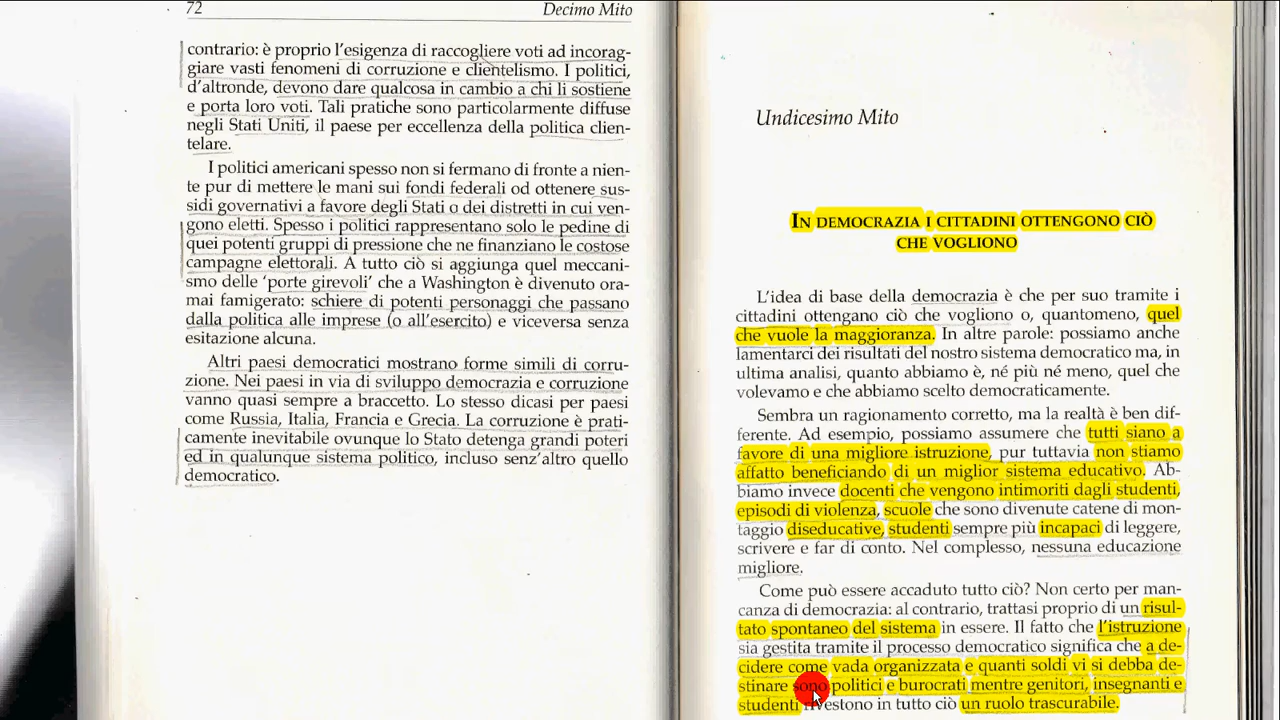 72
Decimo Mito
contrario: è proprio l'esigenza di raccogliere voti ad incorag-
giare vasti fenomeni di corruzione e clientelismo. I politici,
d'altronde, devono dare qualcosa in cambio a chi li sostiene
e porta loro voti. Tali pratiche sono particolarmente diffuse
negli Stati Uniti, il paese per eccellenza della politica clien-
telare.
I politici americani spesso non si fermano di fronte a nien-
te pur di mettere le mani sui fondi federali od ottenere sus-
sidi governativi a favore degli Stati o dei distretti in cui ven-
gono eletti. Spesso i politici rappresentano solo le pedine di
quei potenti gruppi di pressione che ne finanziano le costose
campagne elettorali. A tutto ciò si aggiunga quel meccani-
smo delle 'porte girevoli' che a Washington è divenuto ora-
mai famigerato: schiere di potenti personaggi che passano
dalla politica alle imprese (o all'esercito) e viceversa senza
esitazione alcuna.
Altri paesi democratici mostrano forme simili di corru-
zione. Nei paesi in via di sviluppo democrazia e corruzione
vanno quasi sempre a braccetto. Lo stesso dicasi per paesi
come Russia, Italia, Francia e Grecia. La corruzione è prati-
camente inevitabile ovunque lo Stato detenga grandi poteri
ed in qualunque sistema politico, incluso senz'altro quello
democratico.
Undicesimo Mito
IN DEMOCRAZIA I CITTADINI OTTENGONO CIÒ
CHE VOGLIONO
L'idea di base della democrazia è che per suo tramite i
cittadini ottengano ciò che vogliono o, quantomeno, quel
che vuole la maggioranza. In altre parole: possiamo anche
lamentarci dei risultati del nostro sistema democratico ma, in
ultima analisi, quanto abbiamo è, né più né meno, quel che
volevamo e che abbiamo scelto democraticamente.
Sembra un ragionamento corretto, ma la realtà è ben dif-
ferente. Ad esempio, possiamo assumere che tutti siano a
favore di una migliore istruzione, pur tuttavia non stiamo
affatto beneficiando di un miglior sistema educativo. Ab-
biamo invece docenti che vengono intimoriti dagli studenti,
episodi di violenza, scuole che sono divenute catene di mon-
taggio diseducative, studenti sempre più incapaci di leggere,
scrivere e far di conto. Nel complesso, nessuna educazione
migliore.
Come può essere accaduto tutto ciò? Non certo per man-
canza di democrazia: al contrario, trattasi proprio di un risul-
tato spontaneo del sistema in essere. Il fatto che l'istruzione
sia gestita tramite il processo democratico significa che a de-
cidere come vada organizzata e quanti soldi vi si debba de-
stinare sono politici e burocrati mentre genitori, insegnanti e
studenti rivestono in tutto ciò un ruolo trascurabile.